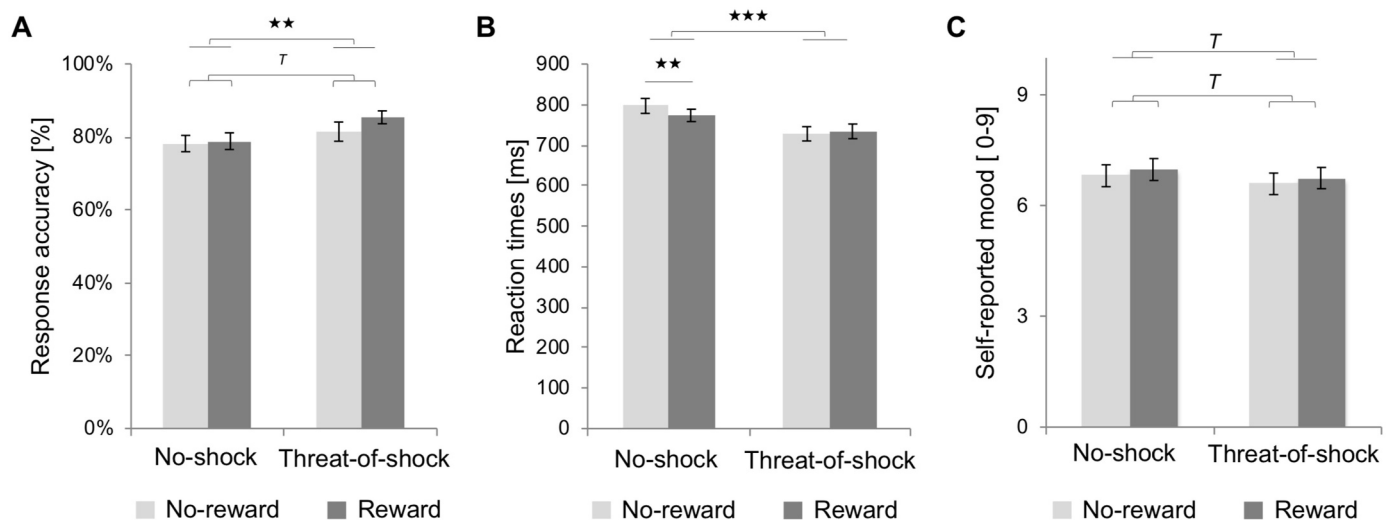 A
★★
T
100%
80%
60%
40%
20%
0%
Response accuracy [%]
No-shock Threat-of-shock
No-reward Reward
B
★★★
★★
900
800
700
600
500
400
300
200
100
0
Reaction times [ms]
No-shock Threat-of-shock
No-reward Reward
C
T
T
9
6
3
0
Self-reported mood [ 0-9]
No-shock Threat-of-shock
No-reward Reward